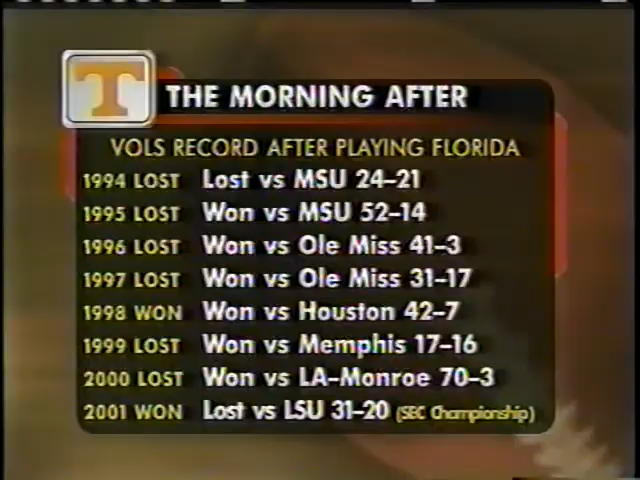 T THE MORNING AFTER
VOLS RECORD AFTER PLAYING FLORIDA
1994 LOST Lost vs MSU 24–21
1995 LOST Won vs MSU 52–14
1996 LOST Won vs Ole Miss 41–3
1997 LOST Won vs Ole Miss 31–17
1998 WON Won vs Houston 42–7
1999 LOST Won vs Memphis 17–16
2000 LOST Won vs LA–Monroe 70–3
2001 WON Lost vs LSU 31–20 (SEC Championship)